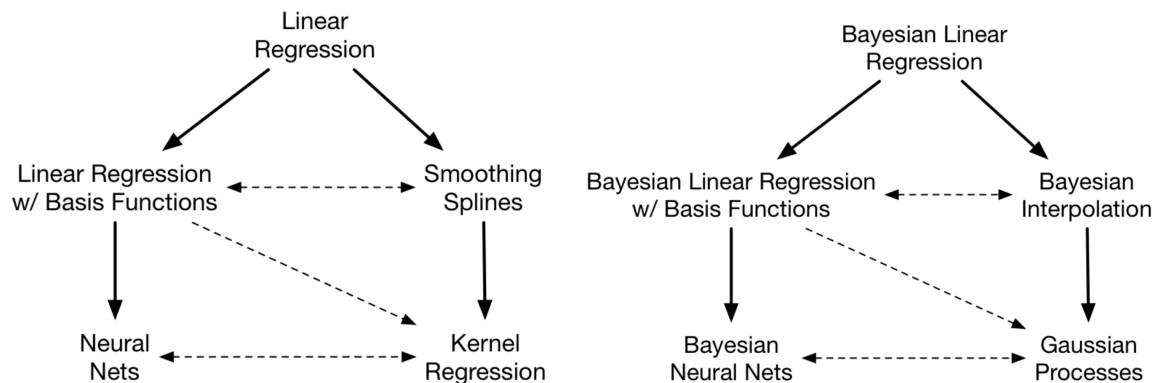 Linear
Regression
Linear Regression
w/ Basis Functions
Smoothing
Splines
Neural
Nets
Kernel
Regression
Bayesian Linear
Regression
Bayesian Linear Regression
w/ Basis Functions
Bayesian
Interpolation
Bayesian
Neural Nets
Gaussian
Processes